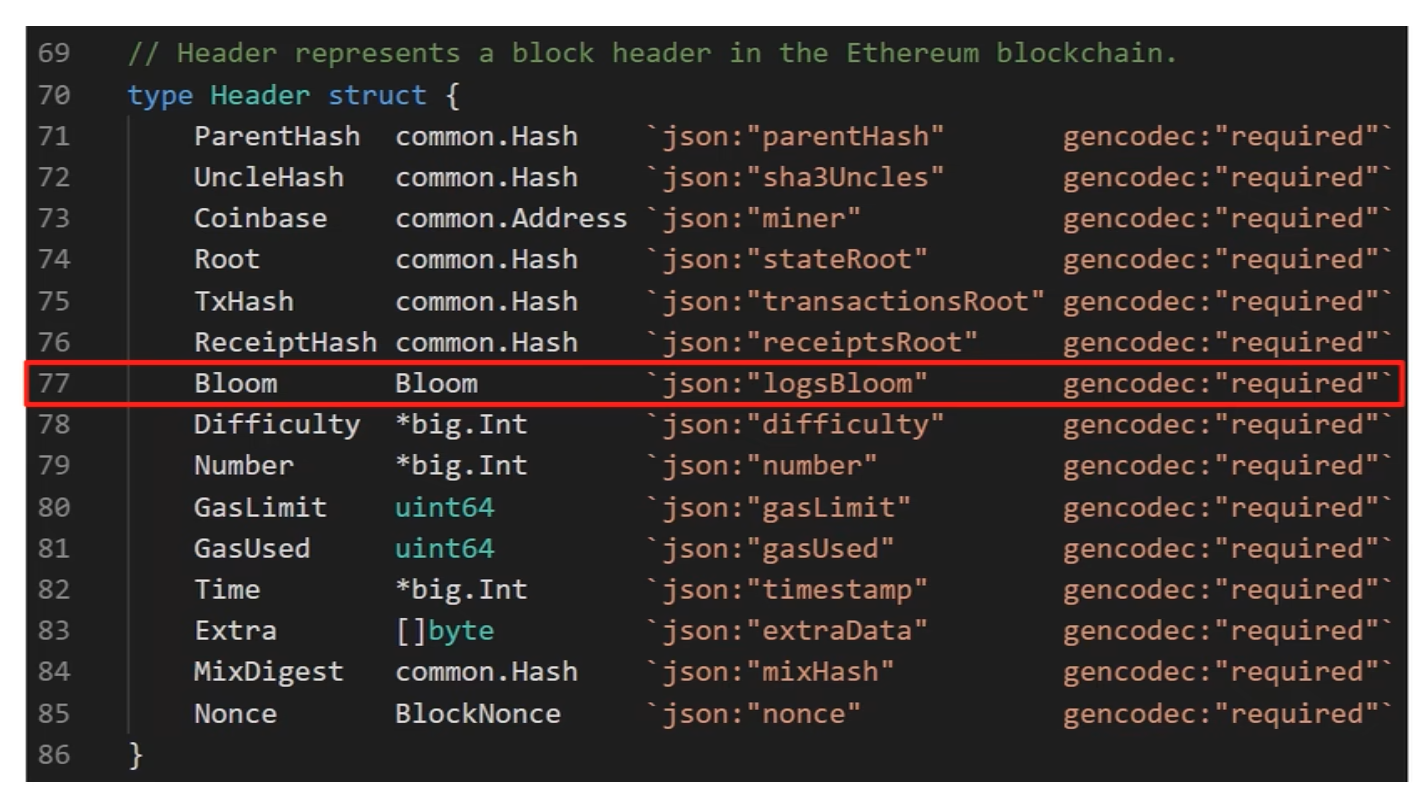 69 // Header represents a block header in the Ethereum blockchain.
70 type Header struct {
71 ParentHash common.Hash `json:"parentHash" gencodec:"required"`
72 UncleHash common.Hash `json:"sha3Uncles" gencodec:"required"`
73 Coinbase common.Address `json:"miner" gencodec:"required"`
74 Root common.Hash `json:"stateRoot" gencodec:"required"`
75 TxHash common.Hash `json:"transactionsRoot" gencodec:"required"`
76 ReceiptHash common.Hash `json:"receiptsRoot" gencodec:"required"`
77 Bloom Bloom `json:"logsBloom" gencodec:"required"`
78 Difficulty *big.Int `json:"difficulty" gencodec:"required"`
79 Number *big.Int `json:"number" gencodec:"required"`
80 GasLimit uint64 `json:"gasLimit" gencodec:"required"`
81 GasUsed uint64 `json:"gasUsed" gencodec:"required"`
82 Time *big.Int `json:"timestamp" gencodec:"required"`
83 Extra []byte `json:"extraData" gencodec:"required"`
84 MixDigest common.Hash `json:"mixHash" gencodec:"required"`
85 Nonce BlockNonce `json:"nonce" gencodec:"required"`
86 }